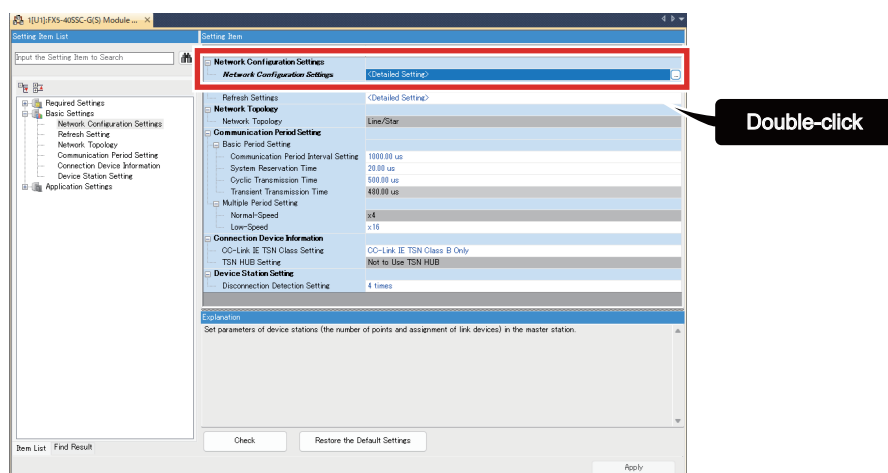 1[U1]:FX5-40SSC-G(S) Module ...
Setting Item List
Setting Item
Input the Setting Item to Search
Required Settings
Basic Settings
Network Configuration Settings
Refresh Setting
Network Topology
Communication Period Setting
Connection Device Information
Device Station Setting
Application Settings
Network Configuration Settings
Network Configuration Settings <Detailed Setting>
Refresh Settings <Detailed Setting>
Network Topology
Network Topology Line/Star
Communication Period Setting
Basic Period Setting
Communication Period Interval Setting 1000.00 us
System Reservation Time 20.00 us
Cyclic Transmission Time 500.00 us
Transient Transmission Time 480.00 us
Multiple Period Setting
Normal-Speed x4
Low-Speed x16
Connection Device Information
CC-Link IE TSN Class Setting CC-Link IE TSN Class B Only
TSN HUB Setting Not to Use TSN HUB
Device Station Setting
Disconnection Detection Setting 4 times
Double-click
Explanation
Set parameters of device stations (the number of points and assignment of link devices) in the master station.
Item List Find Result
Check
Restore the Default Settings
Apply